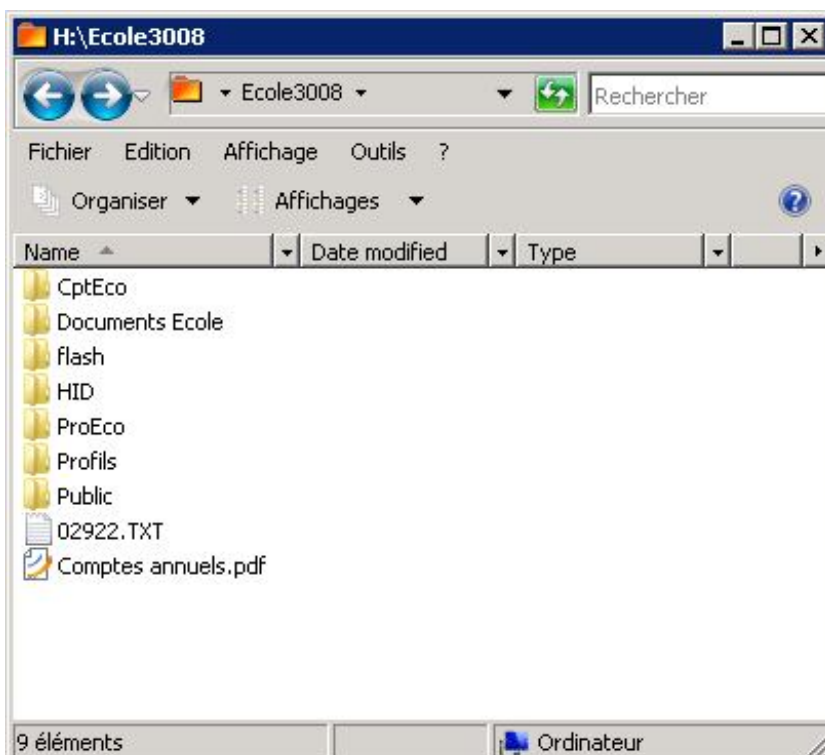 H:\Ecole3008
Ecole3008
Rechercher
Fichier Edition Affichage Outils ?
Organiser Affichages
Name Date modified Type
CptEco
Documents Ecole
flash
HID
ProEco
Profils
Public
02922.TXT
Comptes annuels.pdf
9 éléments Ordinateur